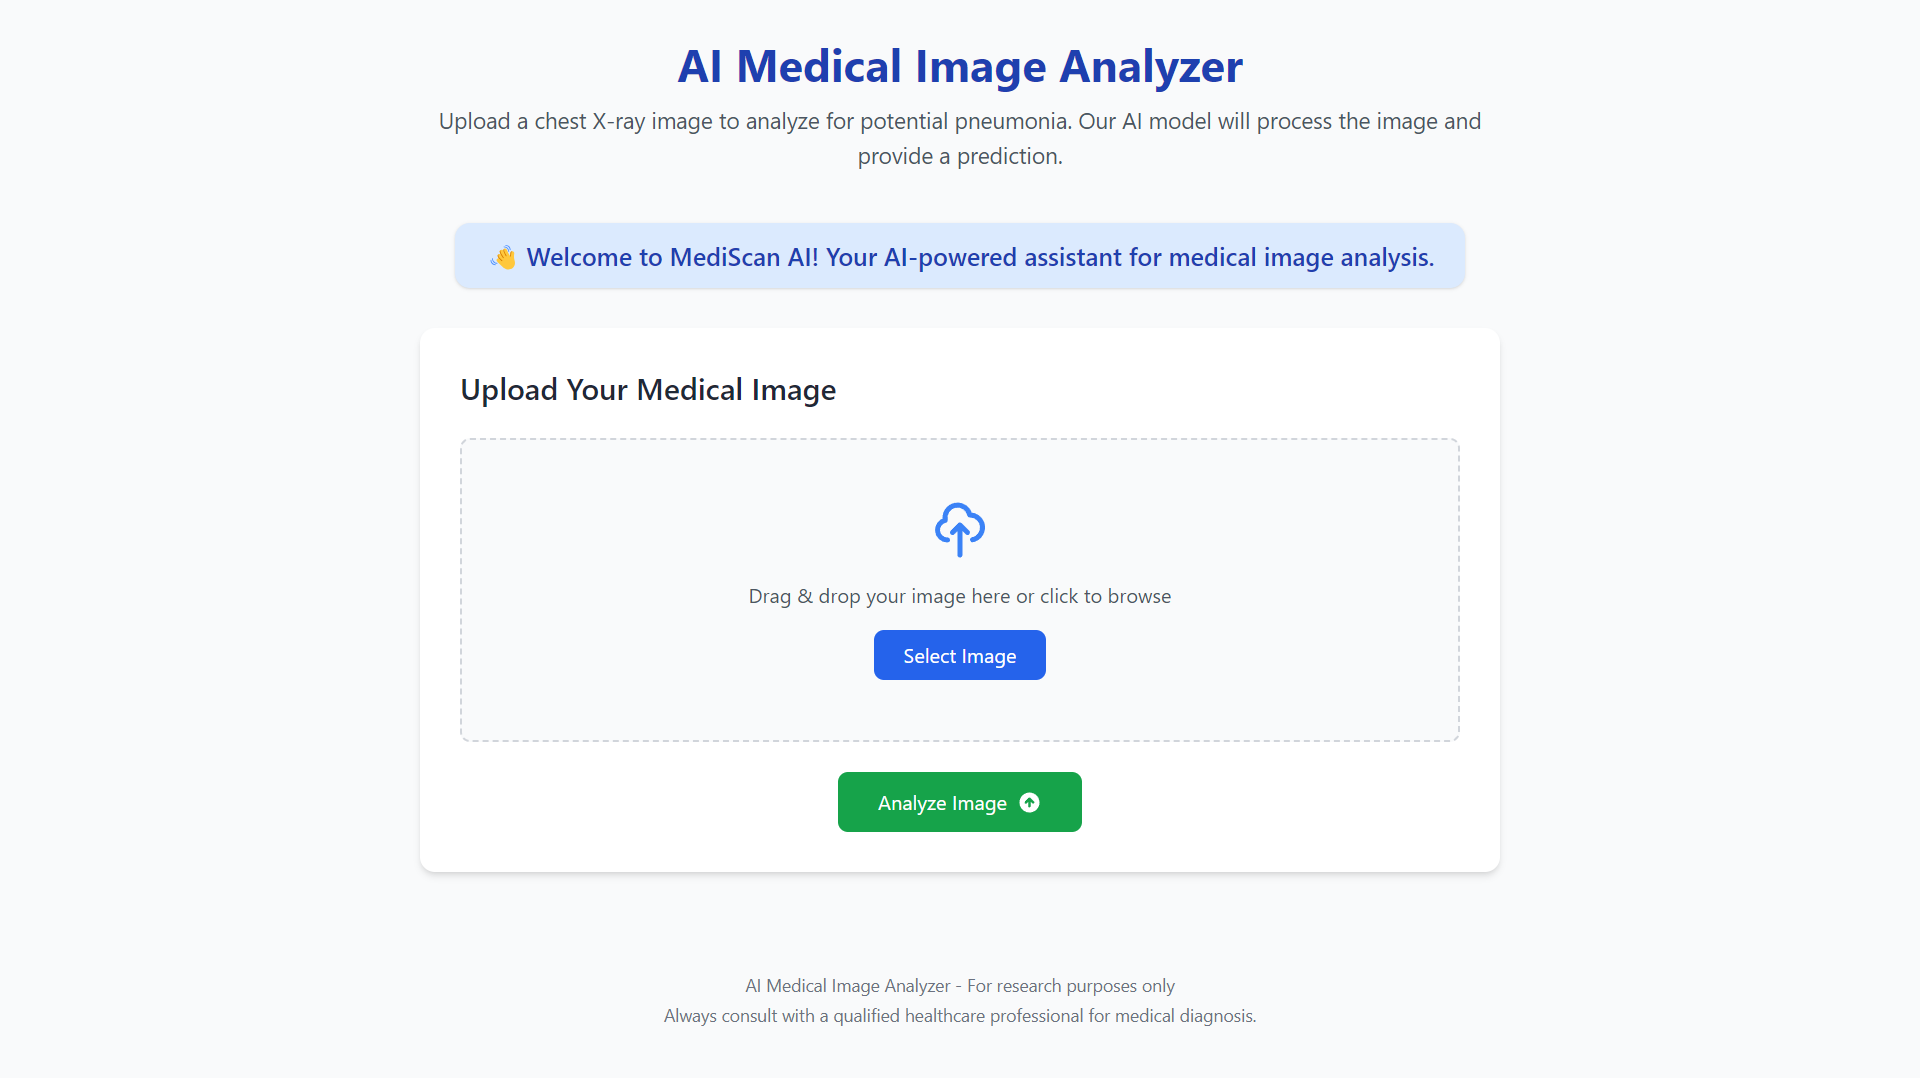 AI Medical Image Analyzer
Upload a chest X-ray image to analyze for potential pneumonia. Our AI model will process the image and
provide a prediction.
👋 Welcome to MediScan AI! Your AI-powered assistant for medical image analysis.
Upload Your Medical Image
Drag & drop your image here or click to browse
Select Image
Analyze Image
AI Medical Image Analyzer - For research purposes only
Always consult with a qualified healthcare professional for medical diagnosis.